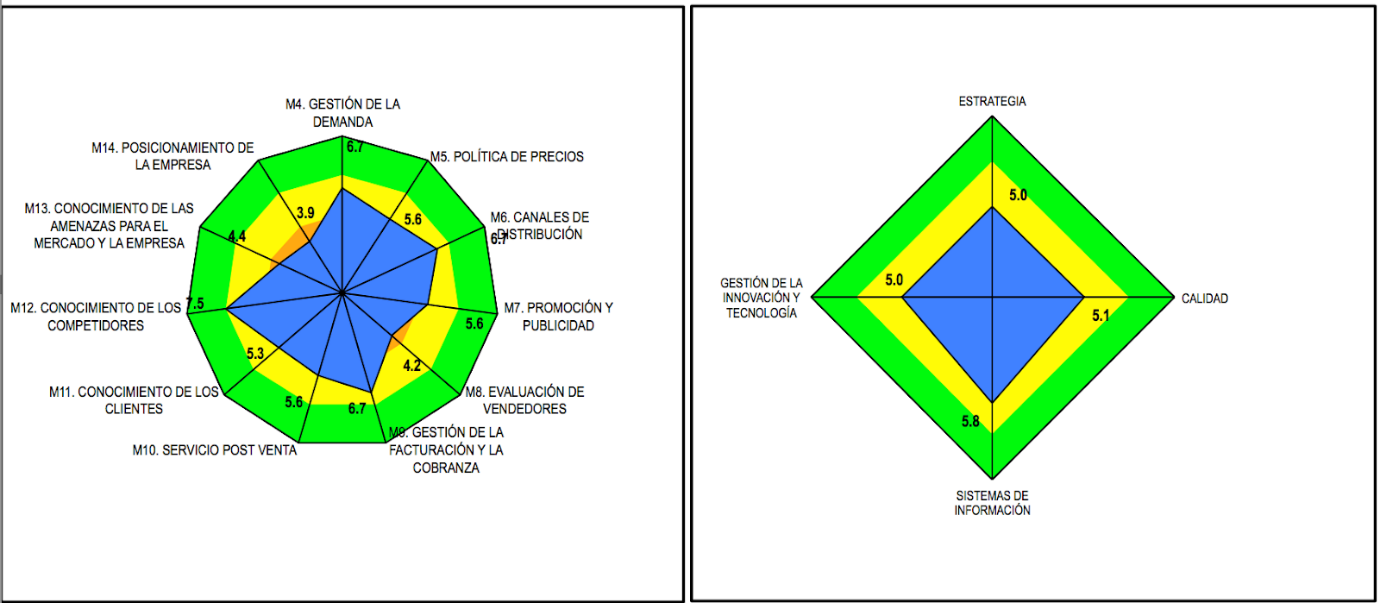 M4. GESTIÓN DE LA
DEMANDA
6.7
M5. POLÍTICA DE PRECIOS
5.6
M6. CANALES DE
DISTRIBUCIÓN
6.7
M7. PROMOCIÓN Y
PUBLICIDAD
5.6
M8. EVALUACIÓN DE
VENDEDORES
4.2
M9. GESTIÓN DE LA
FACTURACIÓN Y LA
COBRANZA
6.7
M10. SERVICIO POST VENTA
5.6
M11. CONOCIMIENTO DE LOS
CLIENTES
5.3
M12. CONOCIMIENTO DE LOS
COMPETIDORES
7.5
M13. CONOCIMIENTO DE LAS
AMENAZAS PARA EL
MERCADO Y LA EMPRESA
4.4
M14. POSICIONAMIENTO DE
LA EMPRESA
3.9
ESTRATEGIA
5.0
CALIDAD
5.1
SISTEMAS DE
INFORMACIÓN
5.8
GESTIÓN DE LA
INNOVACIÓN Y
TECNOLOGÍA
5.0